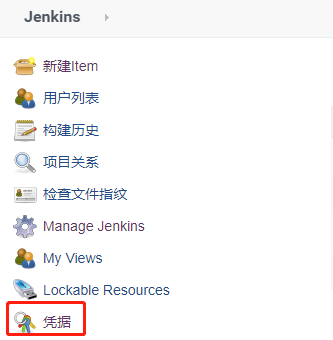 Jenkins
新建Item
用户列表
构建历史
项目关系
检查文件指纹
Manage Jenkins
My Views
Lockable Resources
凭据